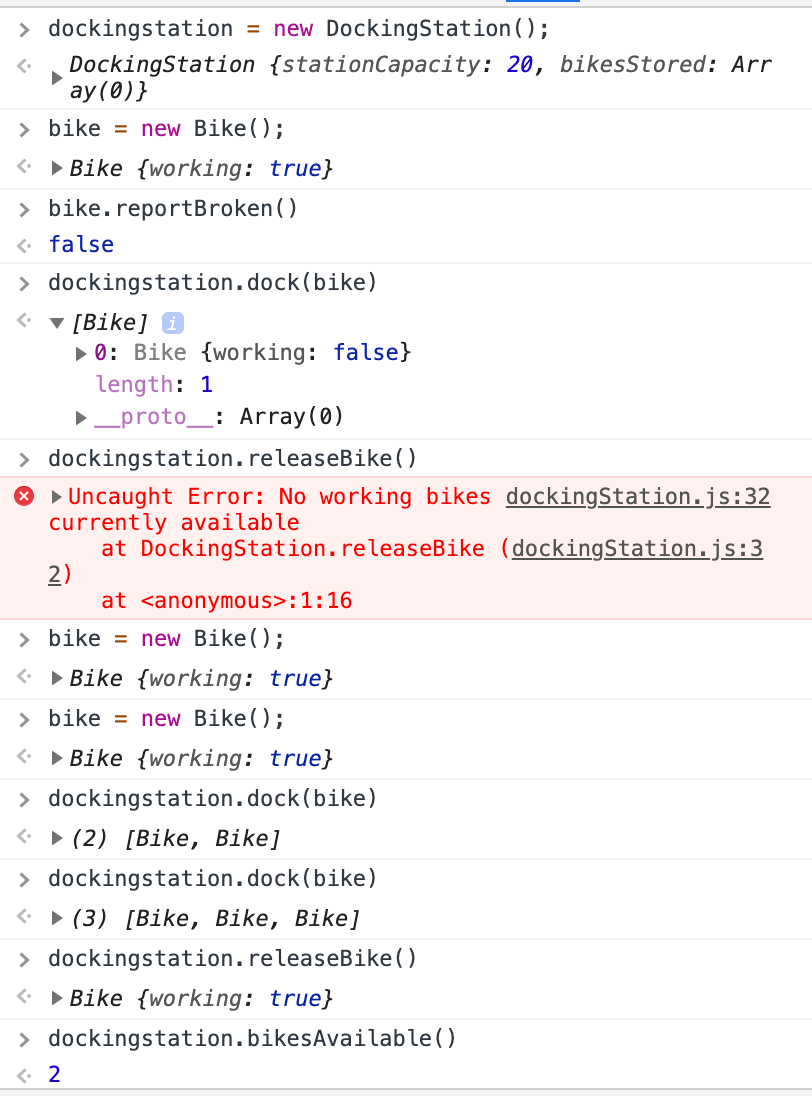 > dockingstation = new DockingStation();
DockingStation {stationCapacity: 20, bikesStored: Arr
ay(0)}
> bike = new Bike();
Bike {working: true}
> bike.reportBroken()
false
> dockingstation.dock(bike)
[Bike] i
0: Bike {working: false}
length: 1
__proto__: Array(0)
> dockingstation.releaseBike()
Uncaught Error: No working bikes dockingStation.js:32
currently available
at DockingStation.releaseBike (dockingStation.js:3
2)
at <anonymous>:1:16
> bike = new Bike();
Bike {working: true}
> bike = new Bike();
Bike {working: true}
> dockingstation.dock(bike)
(2) [Bike, Bike]
> dockingstation.dock(bike)
(3) [Bike, Bike, Bike]
> dockingstation.releaseBike()
Bike {working: true}
> dockingstation.bikesAvailable()
2